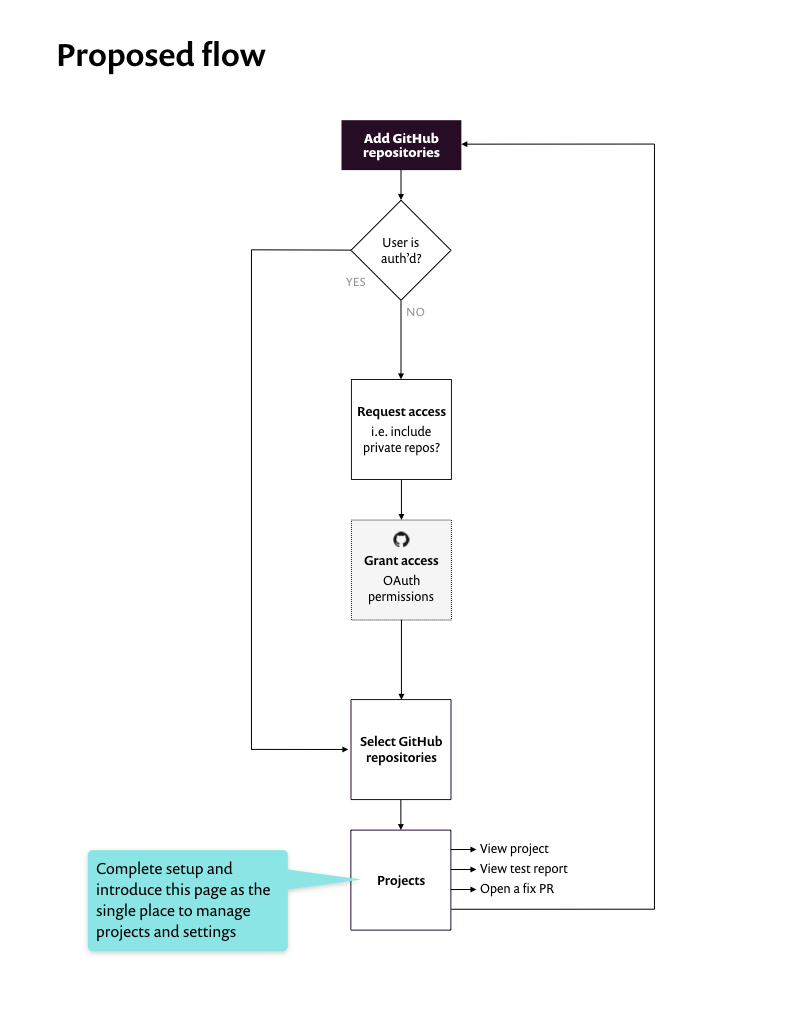 Proposed flow
Add GitHub
repositories
User is
auth'd?
YES
NO
Request access
i.e. include
private repos?
Grant access
OAuth
permissions
Select GitHub
repositories
Complete setup and
introduce this page as the
single place to manage
projects and settings
Projects
View project
View test report
Open a fix PR